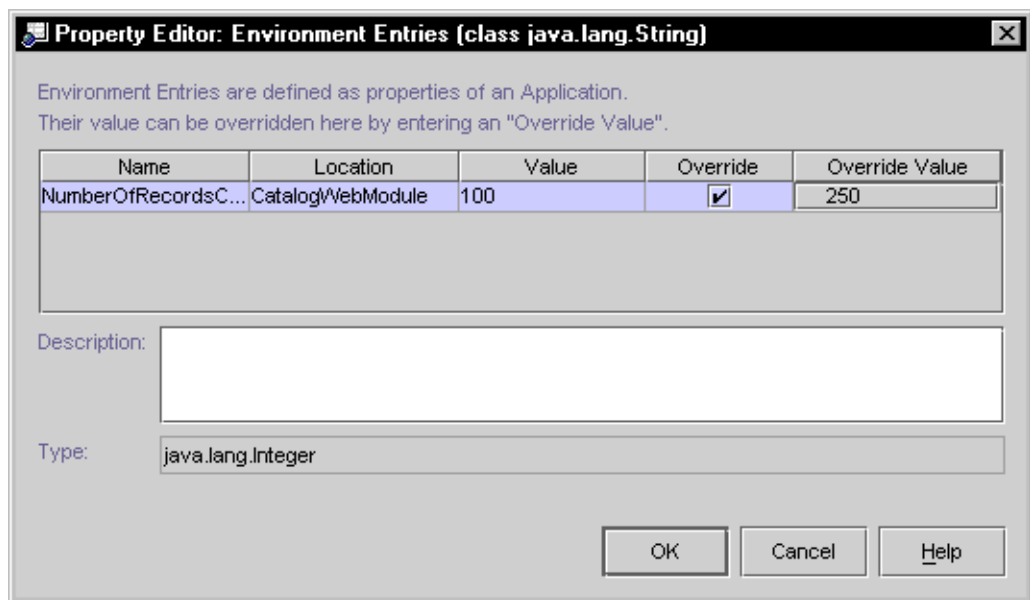 Property Editor: Environment Entries (class java.lang.String)
Environment Entries are defined as properties of an Application.
Their value can be overridden here by entering an "Override Value".
Name Location Value Override Override Value
NumberOfRecordsC... CatalogWebModule 100 250
Description:
Type: java.lang.Integer
OK Cancel Help